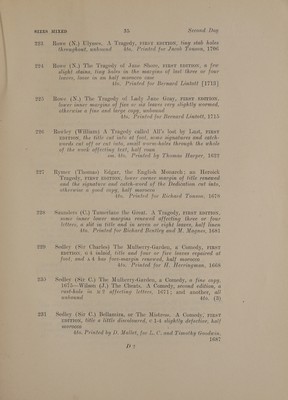 SIZES MIXED 25 Second Day
223 Rowe (N.) Ulysses. A Tragedy, FIRST EDITION, tiny stab holes
throughout, unbound 4to. Printed for Jacob Tonson, 1706
224 Rowe (N.) The Tragedy of Jane Shore, FIRST EDITION, a few
slight stains, tiny holes in the margins of last three or four
leaves, inner in an half morocco case
4to. Printed for Bernard Lintott [1713]
225 Rowe (N.) The Tragedy of Lady Jane Gray, FIRST EDITION,
lower inner margins of five or six leaves very slightly wormed,
otherwise a fine and large copy, unbound
4to. Printed for Bernard Lintott, 1715
226 Rowley (William) A Tragedy called All's lost by Lust, FIRST
EDITION, the title cut into at foot, some signatures and catch-
words cut off or cut into, small worm-holes through the whole
of the work affecting text, half roan
sm. 4to. Printed by Thomas Harper, 1633
227 Rymer (Thomas) Edgar, the English Monarch; an Heroick
Tragedy, FIRST EDITION, lower corner margin of title renewed
and the signature and catch-word of the Dedication cut into,
otherwise a good copy, half morocco
4to. Printed for Richard Tonson, 1678
228 Saunders (C.) Tamerlane the Great. A Tragedy, FIRST EDITION,
some inner lower margins renewed affecting three or four
letters, a slit in title and in seven or eight leaves, half linen
4to. Printed for Richard Bentley and M. Magnes, 1681
229 Sedley (Sir Charles) The Mulberry-Garden, a Comedy, FIRST
EDITION, A 3 inlaid, title and four or five leaves repaired at
foot, and A 4 has fore-margin renewed, half morocco
4to. Printed for H. Herringman, 1668
230 Sedley (Sir C.) The Mulberry-Garden, a Comedy, a fine copy,
1675—Wilson (J.) The Cheats. A Comedy, second edition, a
rust-hole in affecting letters, 1671; and another, all
unbound 4to. (3)
231 Sedley (Sir C.) Bellamira, or The Mistress. A Comedy, FIRST
EDITION, title a little discoloured, C 1-4 slightly defective, half
morocco
4to. Printed by D. Mallet, for L. C. and Timothy Goodwin,
1687
D 7